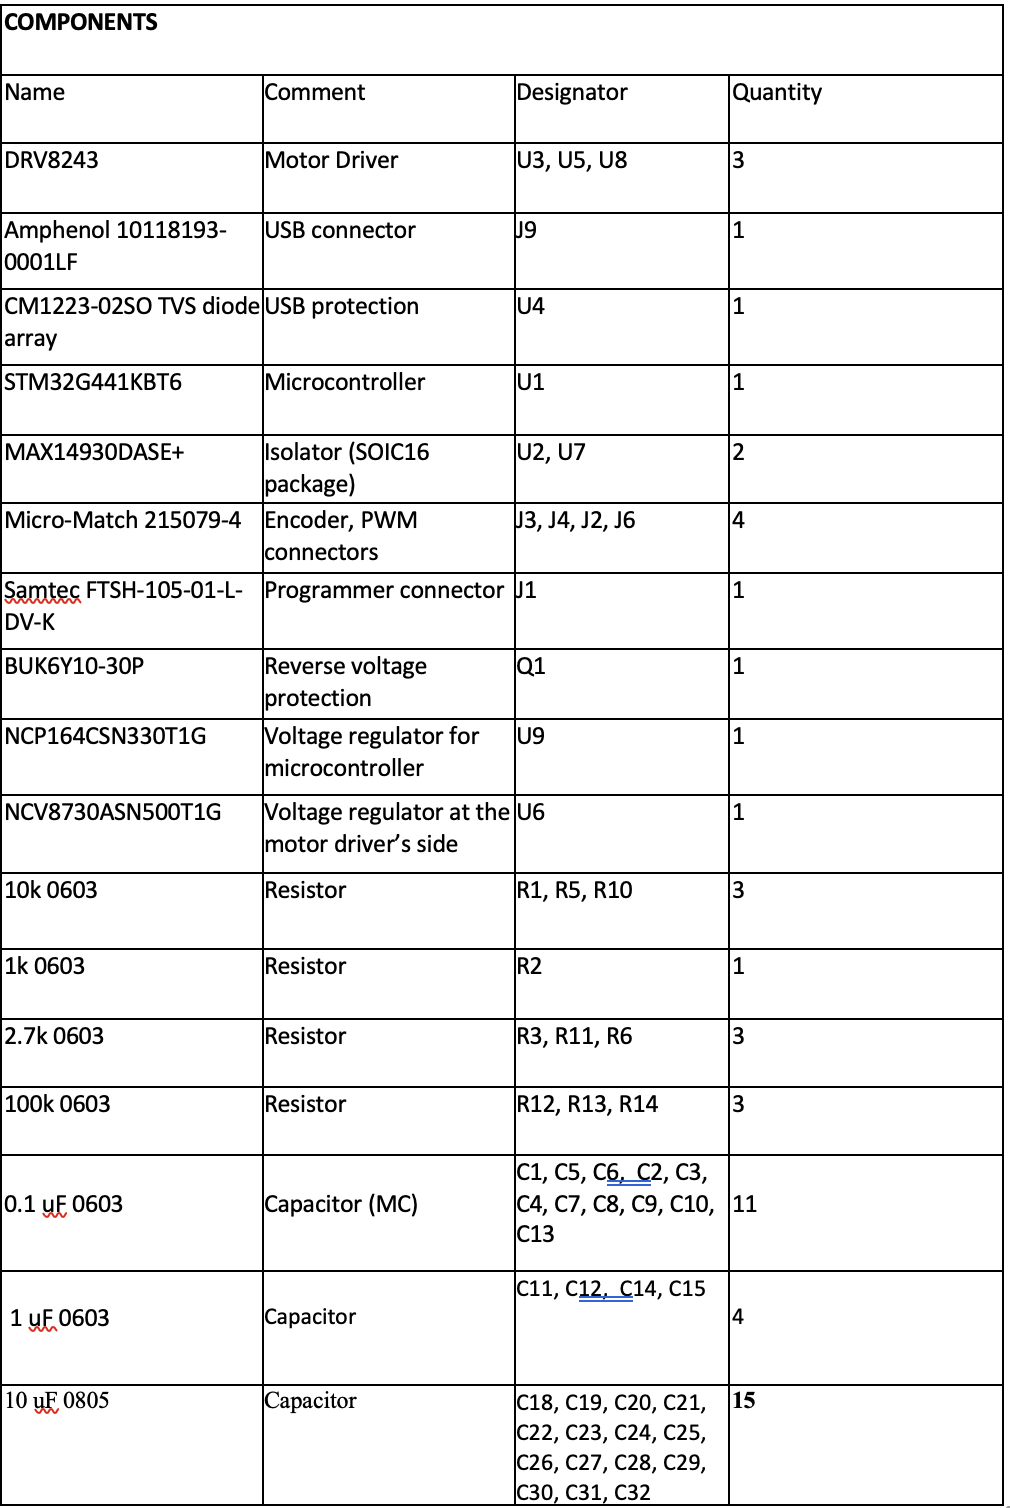 COMPONENTS
Name Comment Designator Quantity
DRV8243 Motor Driver U3, U5, U8 3
Amphenol 10118193- USB connector J9 1
0001LF
CM1223-02SO TVS diode USB protection U4 1
array
STM32G441KBT6 Microcontroller U1 1
MAX14930DASE+ Isolator (SOIC16 U2, U7 2
package)
Micro-Match 215079-4 Encoder, PWM J3, J4, J2, J6 4
connectors
Samtec FTSH-105-01-L- Programmer connector J1 1
DV-K
BUK6Y10-30P Reverse voltage Q1 1
protection
NCP164CSN330T1G Voltage regulator for U9 1
microcontroller
NCV8730ASN500T1G Voltage regulator at the U6 1
motor driver’s side
10k 0603 Resistor R1, R5, R10 3
1k 0603 Resistor R2 1
2.7k 0603 Resistor R3, R11, R6 3
100k 0603 Resistor R12, R13, R14 3
C1, C5, C6, C2, C3,
0.1 uF 0603 Capacitor (MC) C4, C7, C8, C9, C10, 11
C13
C11, C12, C14, C15
1 uF 0603 Capacitor 4
10 uF 0805 Capacitor C18, C19, C20, C21, 15
C22, C23, C24, C25,
C26, C27, C28, C29,
C30, C31, C32